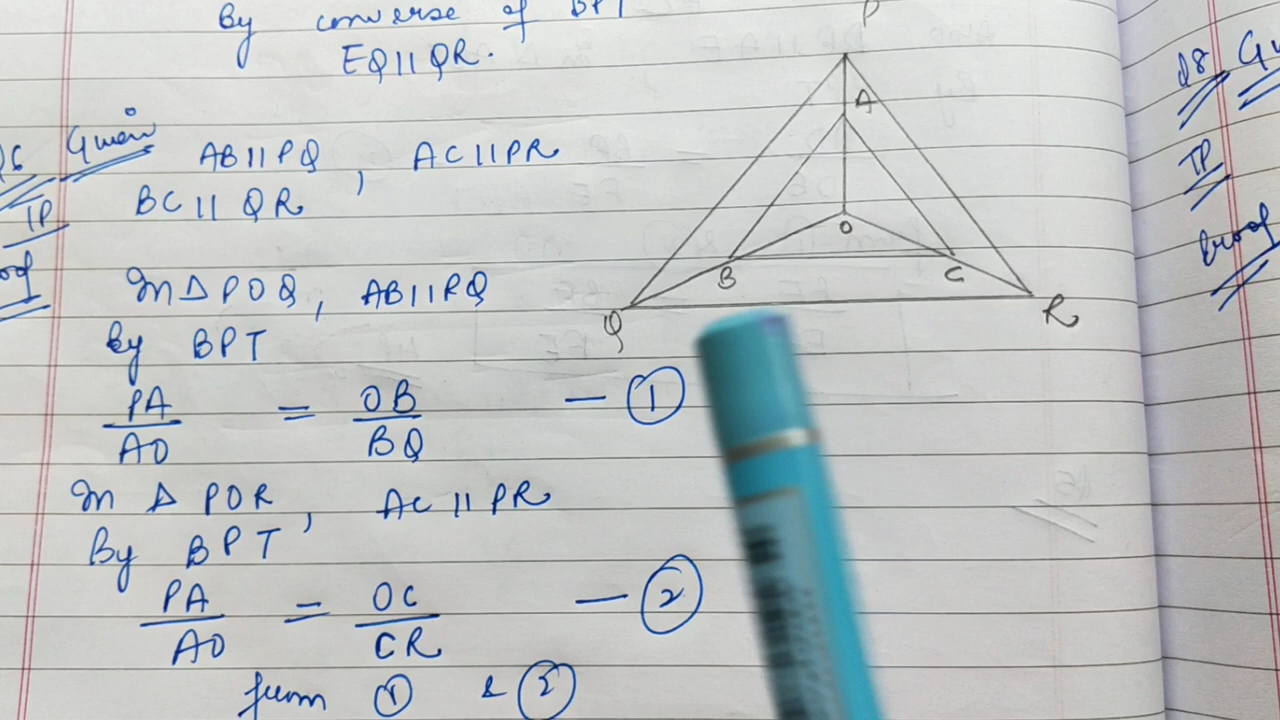 By converse of BPT
EQ||QR.
Q6 Given AB||PQ, AC||PR
TP BC || QR
In Δ POQ, AB||PQ
by BPT
PA/AO = OB/BQ — ①
In Δ POR, AC || PR
By BPT
PA/AO = OC/CR — ②
from ① & ②
P
A
O
B
C
Q
R
Q8
TP
Proof